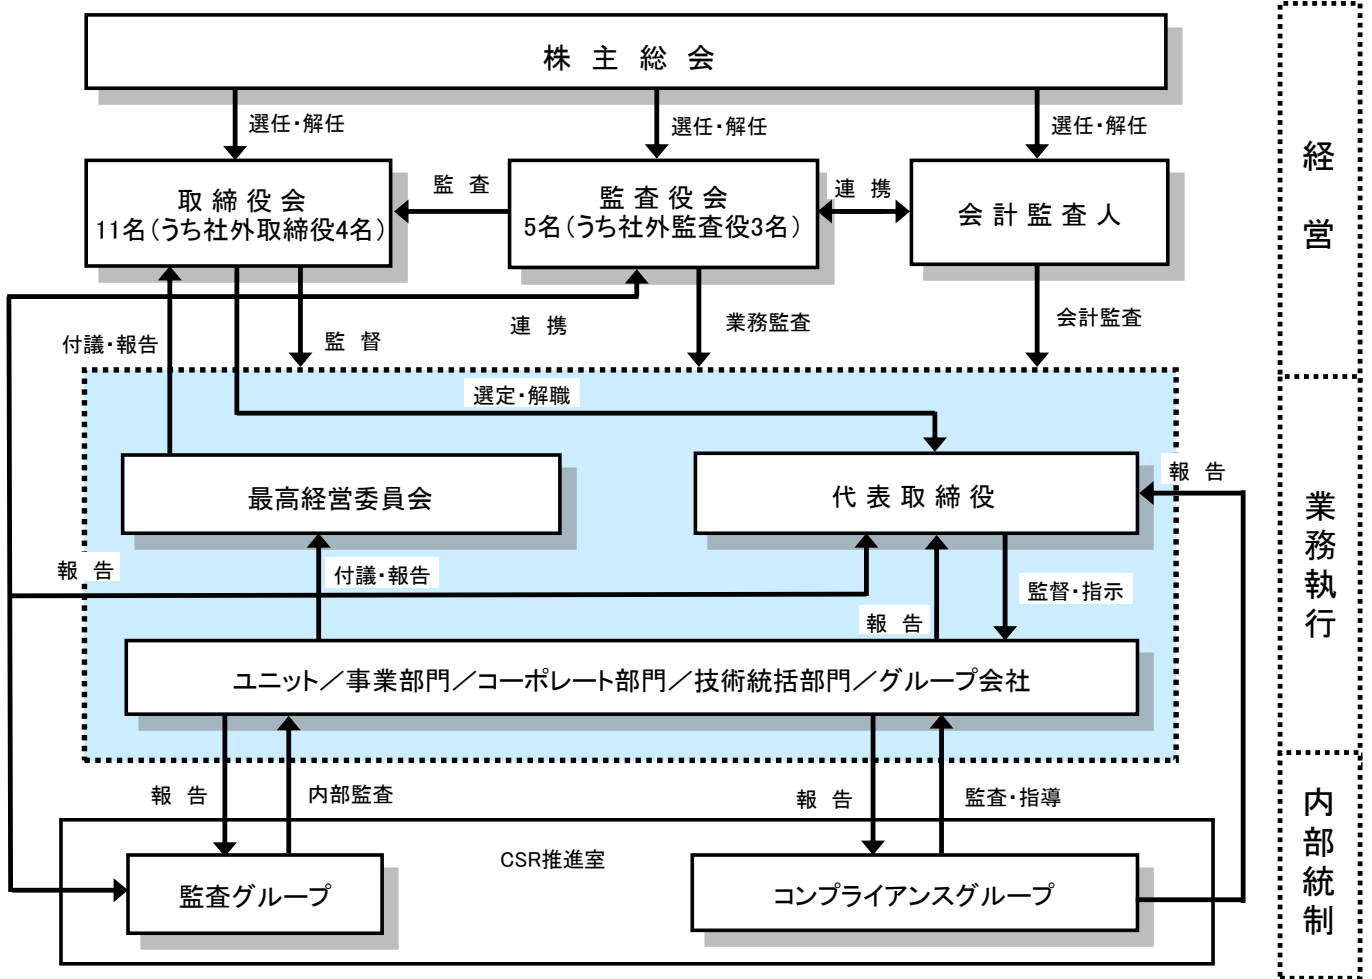 株主総会
選任・解任
選任・解任
選任・解任
取締役会
11名(うち社外取締役4名)
監査
監査役会
5名(うち社外監査役3名)
連携
会計監査人
付議・報告
監督
連携
業務監査
会計監査
選定・解職
最高経営委員会
代表取締役
報告
報告
付議・報告
報告
監督・指示
ユニット／事業部門／コーポレート部門／技術統括部門／グループ会社
報告
内部監査
報告
監査・指導
CSR推進室
監査グループ
コンプライアンスグループ
経営
業務執行
内部統制